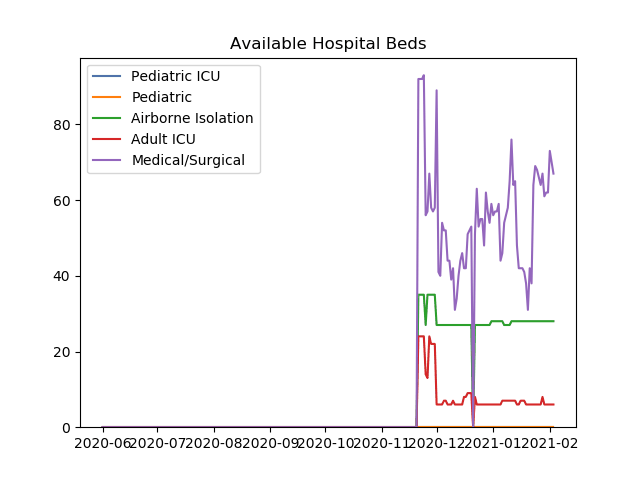 Available Hospital Beds
Pediatric ICU
Pediatric
Airborne Isolation
Adult ICU
Medical/Surgical
80
60
40
20
0
2020-06 2020-07 2020-08 2020-09 2020-10 2020-11 2020-12 2021-01 2021-02